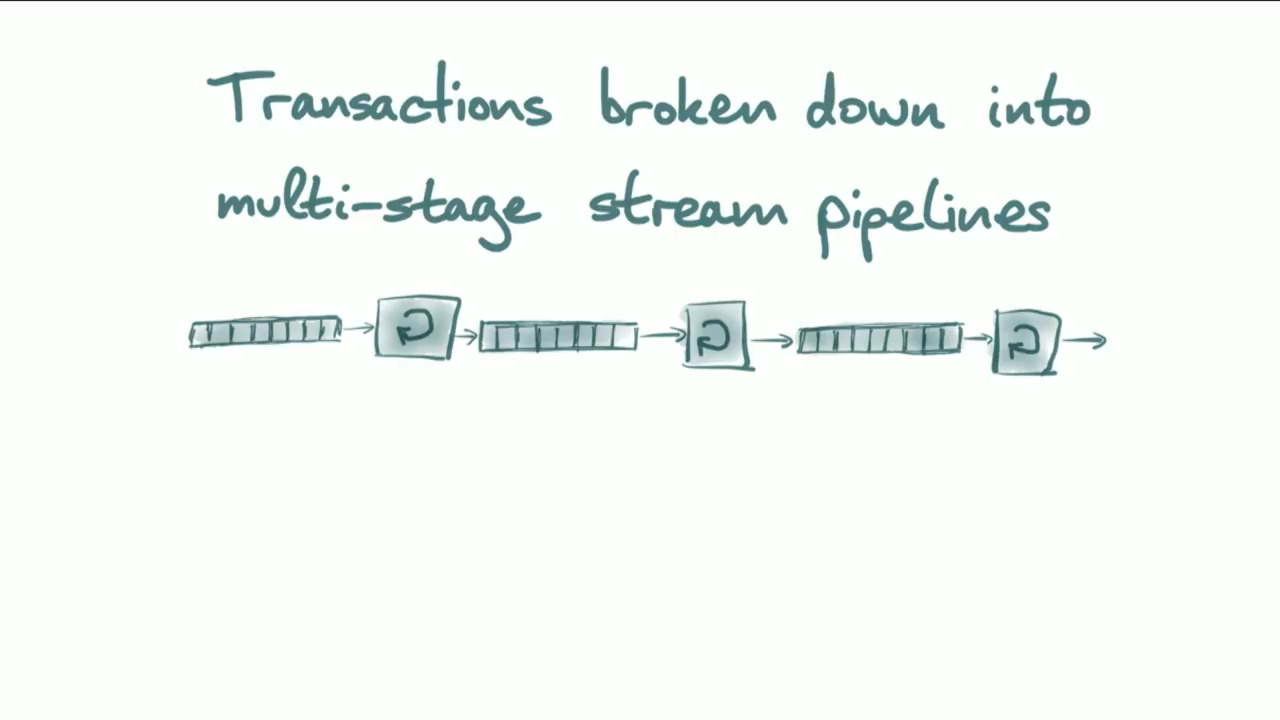 Transactions broken down into
multi-stage stream pipelines